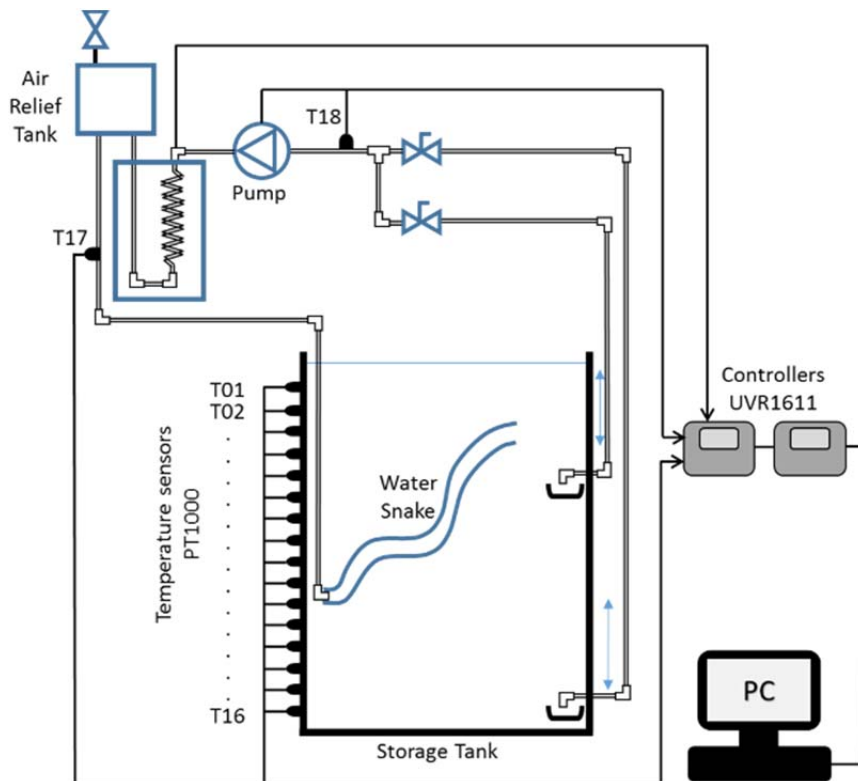 Air
Relief
Tank
T18
Pump
T17
Controllers
UVR1611
T01
T02
Temperature sensors
PT1000
Water
Snake
T16
PC
Storage Tank